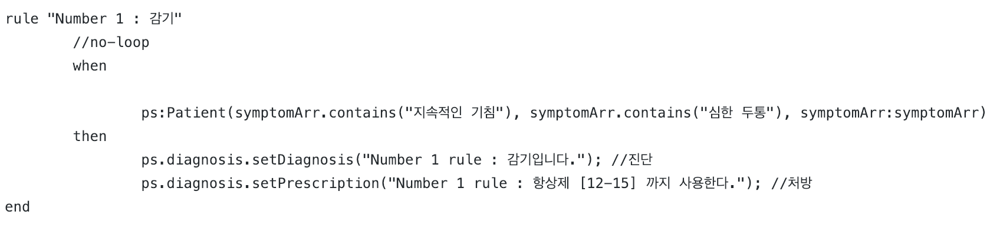 rule "Number 1 : 감기"
//no-loop
when
ps:Patient(symptomArr.contains("지속적인 기침"), symptomArr.contains("심한 두통"), symptomArr:symptomArr)
then
ps.diagnosis.setDiagnosis("Number 1 rule : 감기입니다."); //진단
ps.diagnosis.setPrescription("Number 1 rule : 항상제 [12-15] 까지 사용한다."); //처방
end